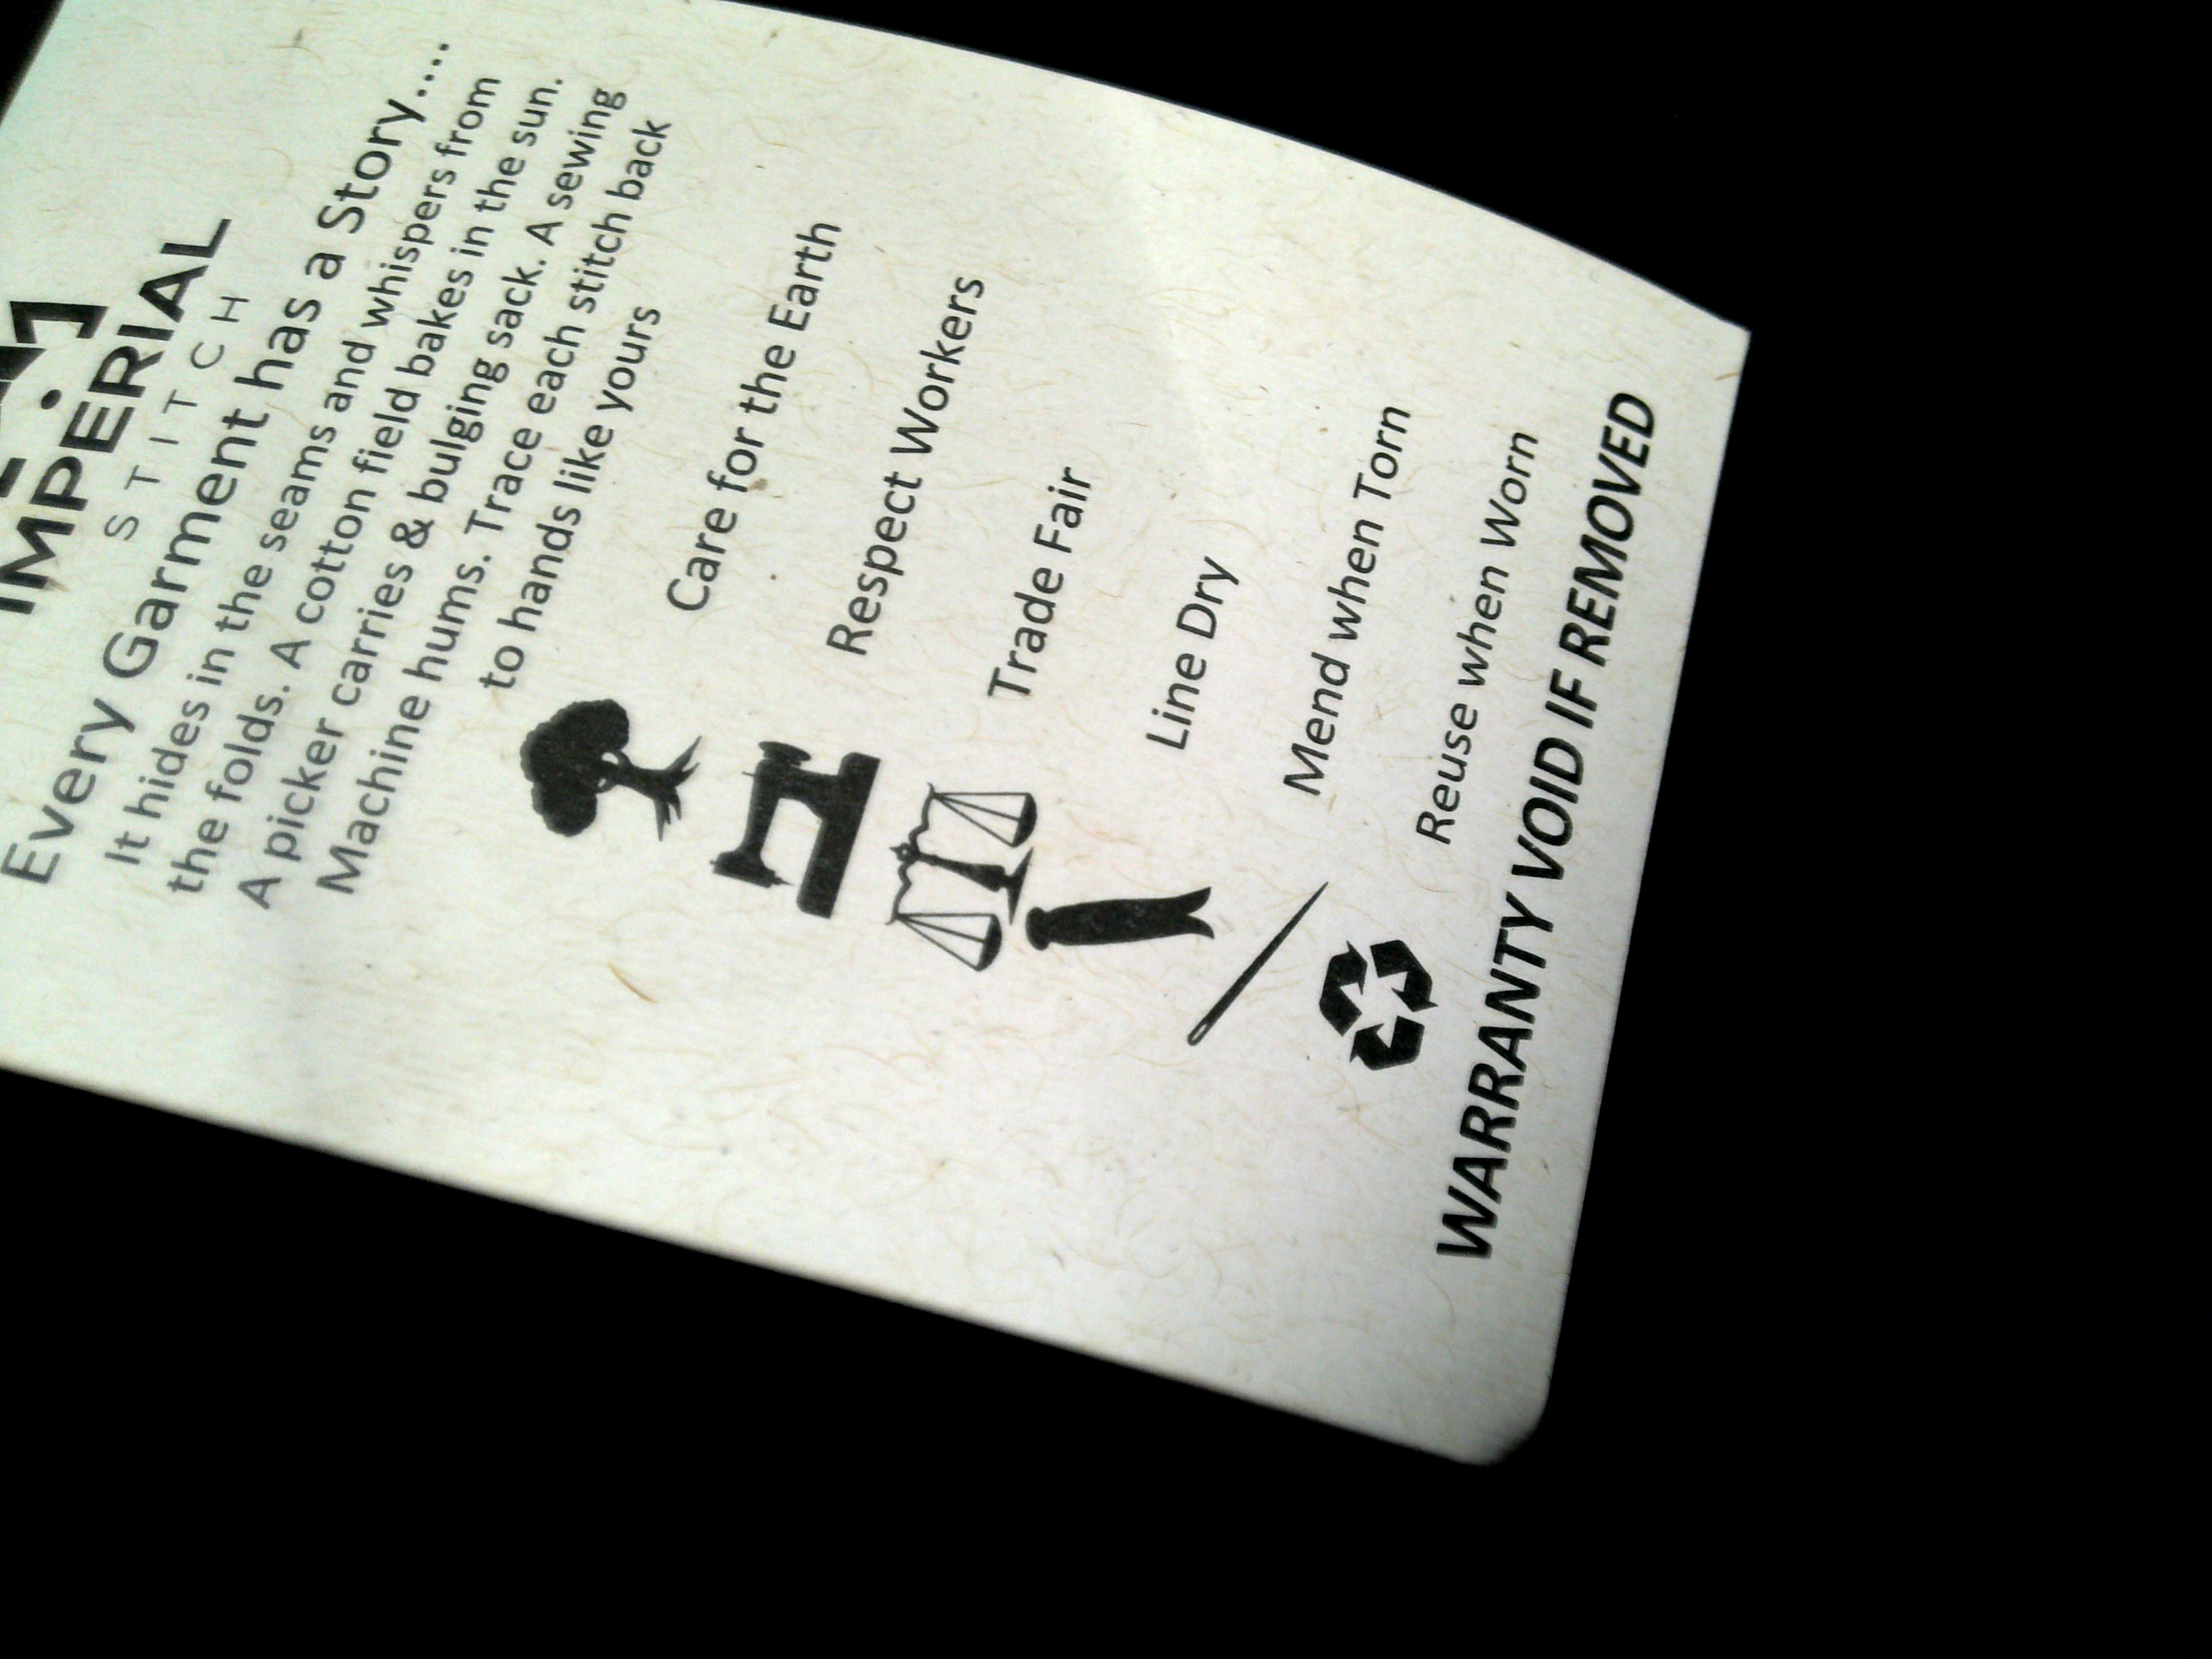 IMPERIAL
STITCH
Every Garment has a Story....
It hides in the seams and whispers from
the folds. A cotton field bakes in the sun.
A picker carries & bulging sack. A sewing
Machine hums. Trace each stitch back
to hands like yours
Care for the Earth
Respect Workers
Trade Fair
Line Dry
Mend when Torn
Reuse when Worn
WARRANTY VOID IF REMOVED